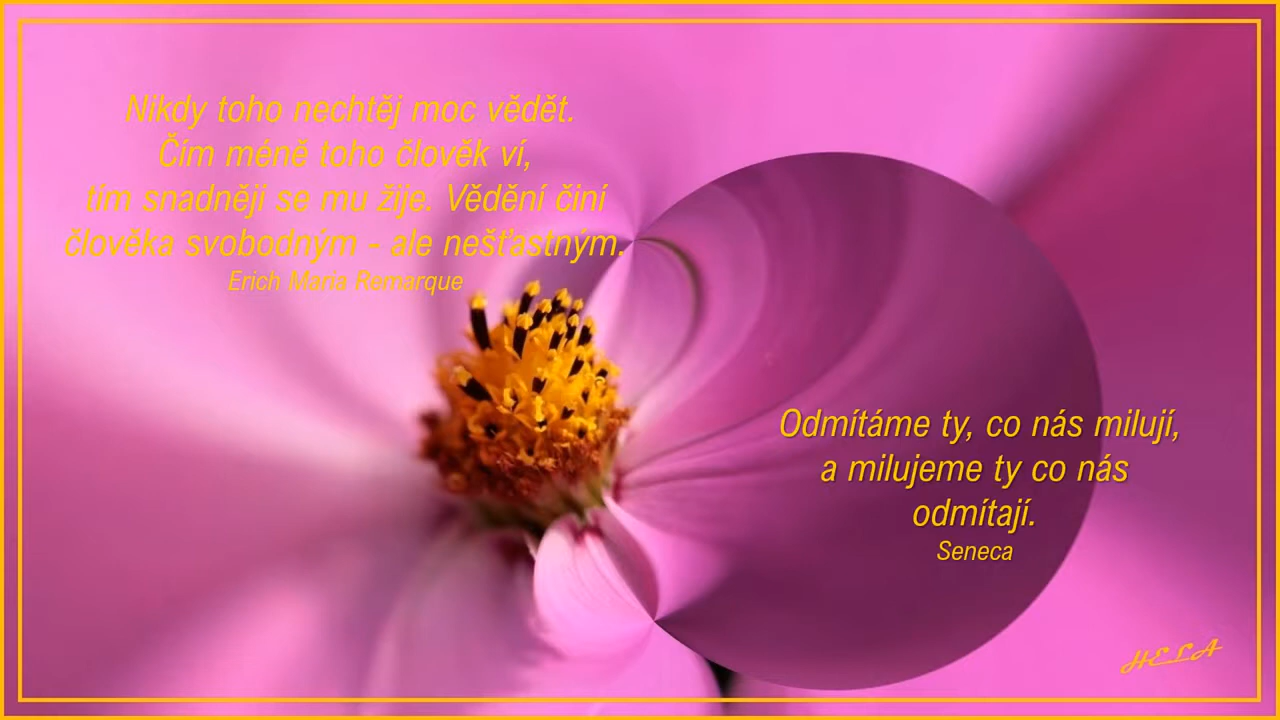 Nikdy toho nechtěj moc vědět.
Čím méně toho člověk ví,
tím snadněji se mu žije. Vědění činí
člověka svobodným - ale nešťastným.
Erich Maria Remarque
Odmítáme ty, co nás milují,
a milujeme ty co nás
odmítají.
Seneca
HELA